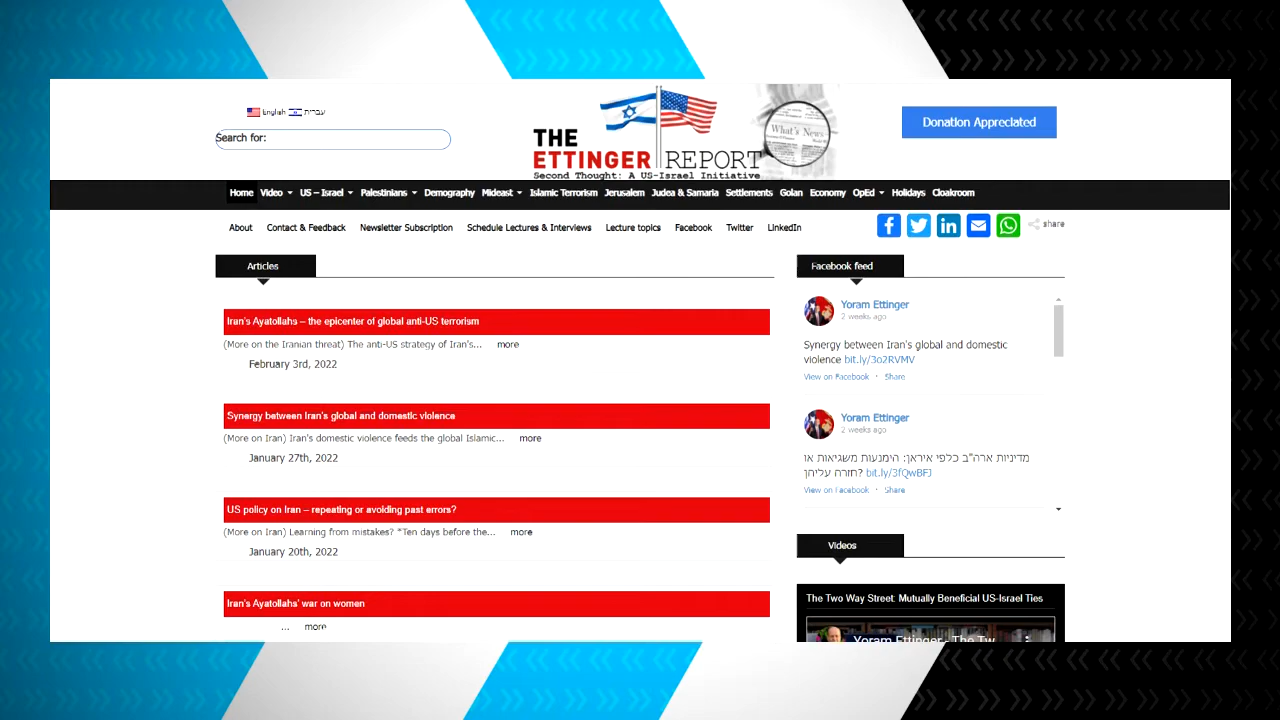 English עברית
Search for:
THE
ETTINGER REPORT
Second Thought: A US-Israel Initiative
What's New
Donation Appreciated
Home Video US – Israel Palestinians Demography Mideast Islamic Terrorism Jerusalem Judea & Samaria Settlements Golan Economy OpEd Holidays Cloakroom
About Contact & Feedback Newsletter Subscription Schedule Lectures & Interviews Lecture topics Facebook Twitter LinkedIn
share
Articles
Iran's Ayatollahs – the epicenter of global anti-US terrorism
(More on the Iranian threat) The anti-US strategy of Iran's... more
February 3rd, 2022
Synergy between Iran's global and domestic violence
(More on Iran) Iran's domestic violence feeds the global Islamic... more
January 27th, 2022
US policy on Iran – repeating or avoiding past errors?
(More on Iran) Learning from mistakes? *Ten days before the... more
January 20th, 2022
Iran's Ayatollahs' war on women
... more
Facebook feed
Yoram Ettinger
2 weeks ago
Synergy between Iran's global and domestic
violence bit.ly/3o2RVMV
View on Facebook · Share
Yoram Ettinger
2 weeks ago
מדיניות ארה"ב כלפי איראן: הימנעות משגיאות או
חזרה עליהן? bit.ly/3fQwBFJ
View on Facebook · Share
Videos
The Two Way Street: Mutually Beneficial US-Israel Ties
Yoram Ettinger - The Tw